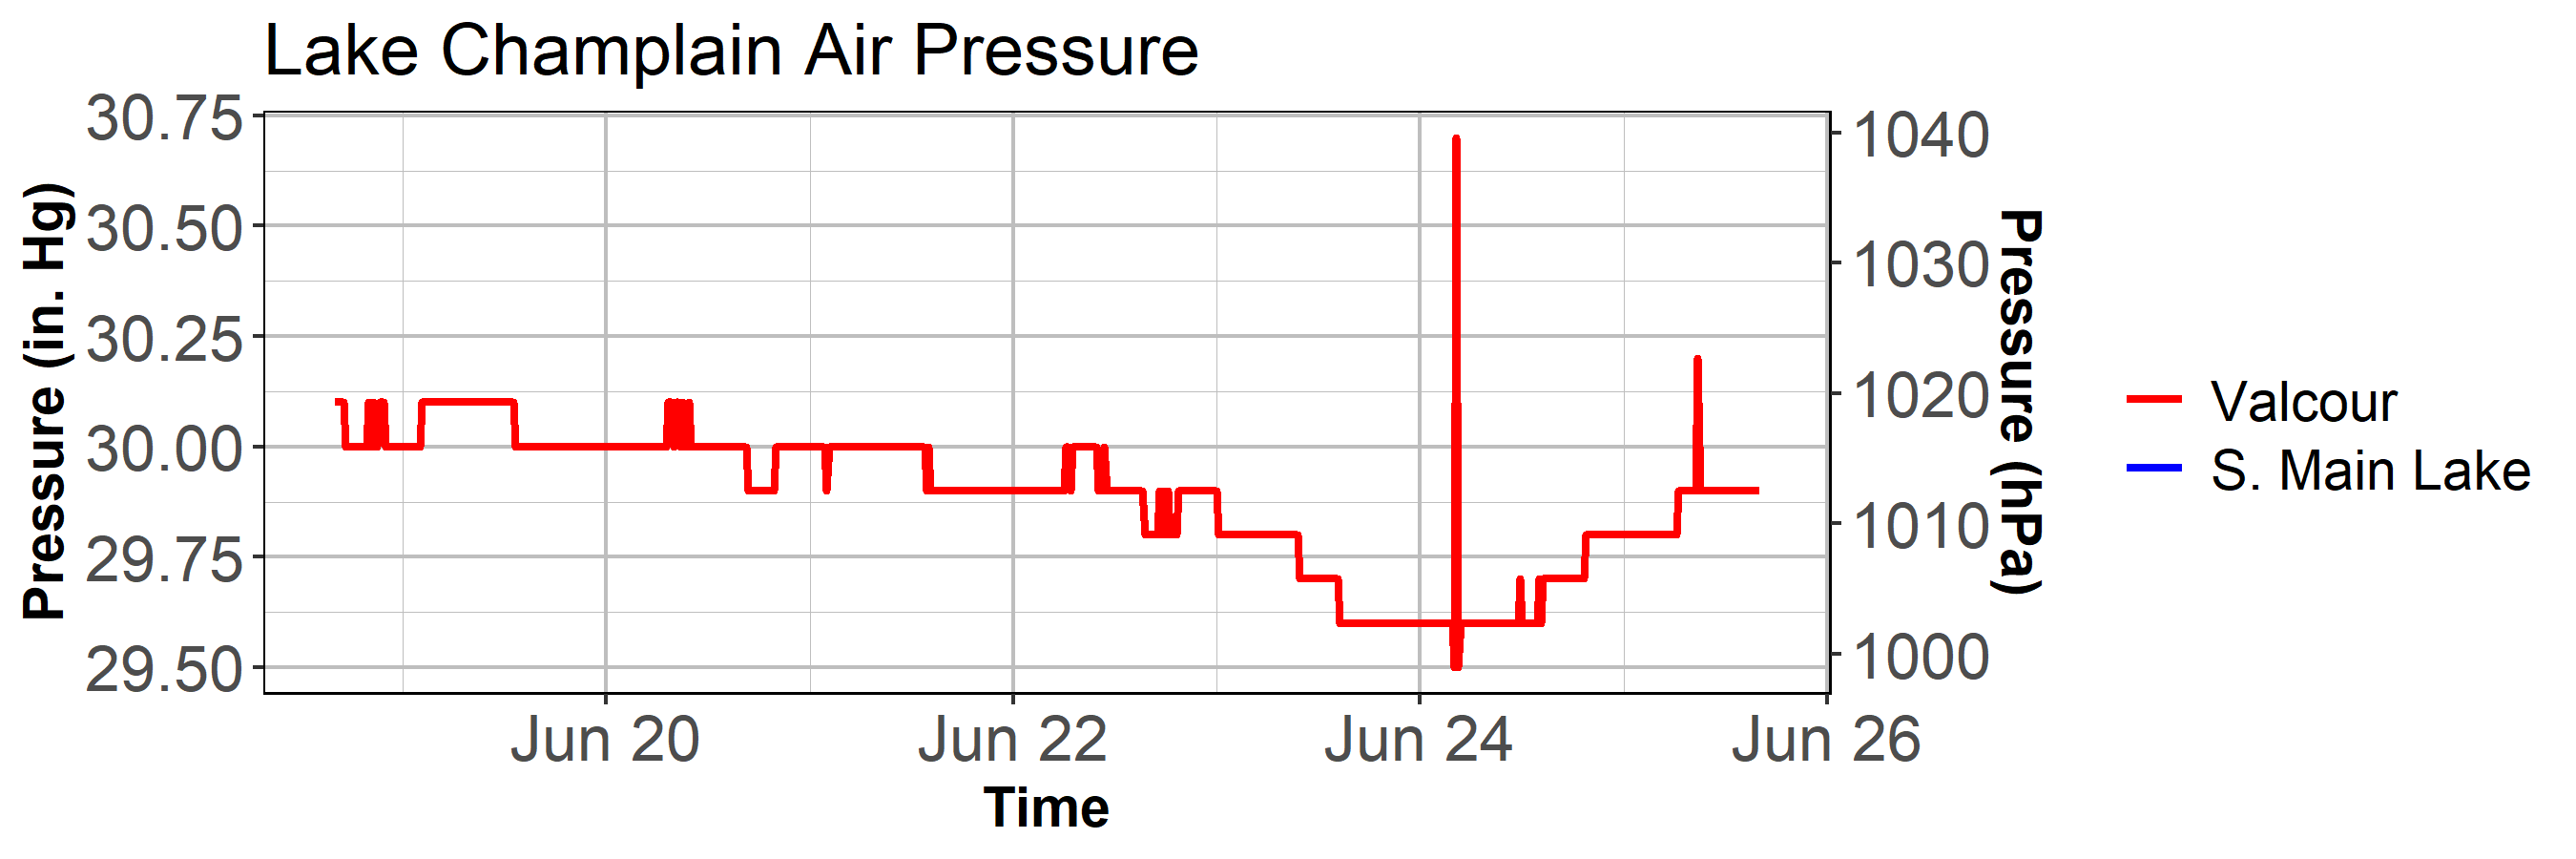 Lake Champlain Air Pressure
Pressure (in. Hg)
30.75
30.50
30.25
30.00
29.75
29.50
1040
1030
1020
1010
1000
Pressure (hPa)
Jun 20
Jun 22
Jun 24
Jun 26
Time
Valcour
S. Main Lake